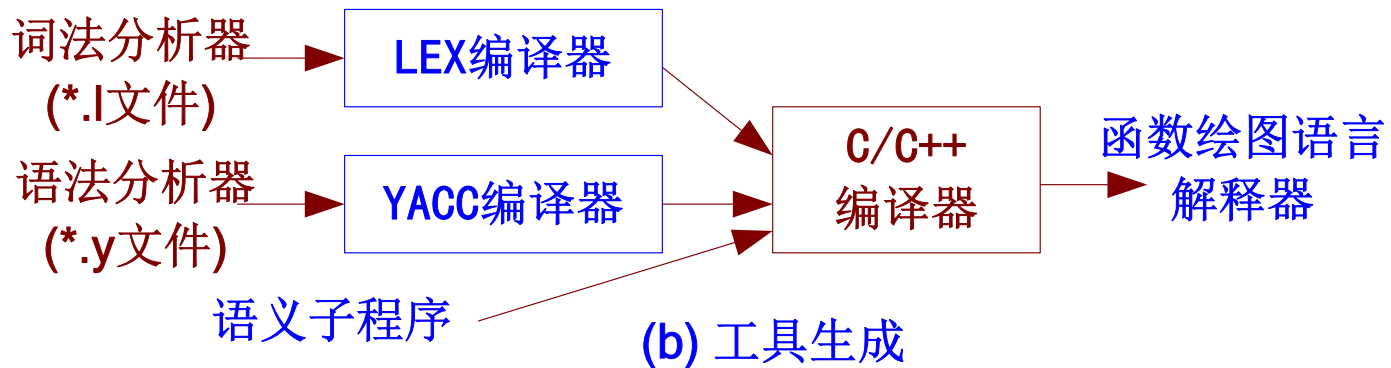 词法分析器
(*.l文件)
LEX编译器
语法分析器
(*.y文件)
YACC编译器
C/C++
编译器
函数绘图语言
解释器
语义子程序
(b) 工具生成